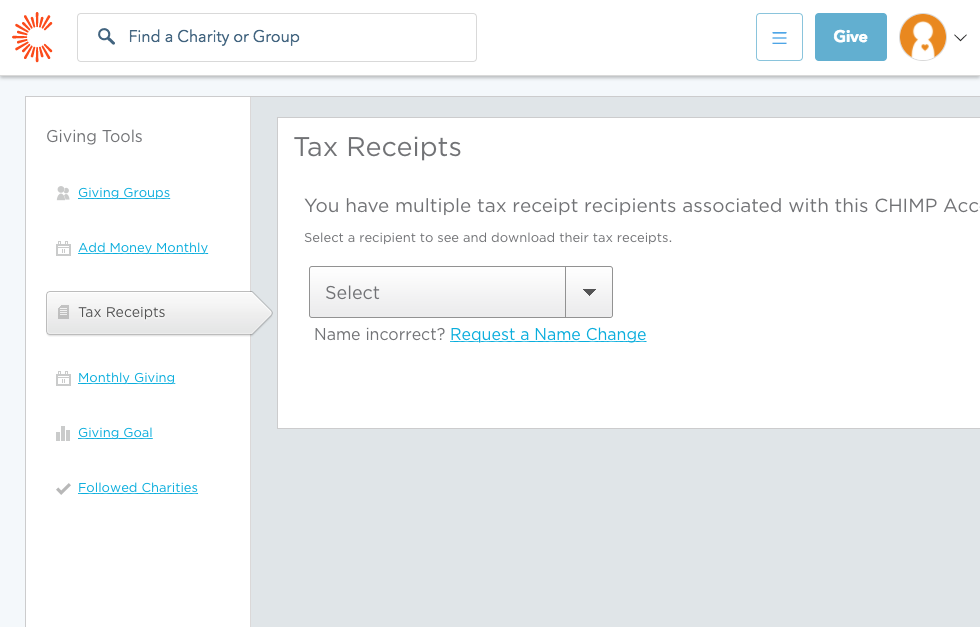 Find a Charity or Group
Give
Giving Tools
Giving Groups
Add Money Monthly
Tax Receipts
Monthly Giving
Giving Goal
Followed Charities
Tax Receipts
You have multiple tax receipt recipients associated with this CHIMP Acc
Select a recipient to see and download their tax receipts.
Select
Name incorrect? Request a Name Change